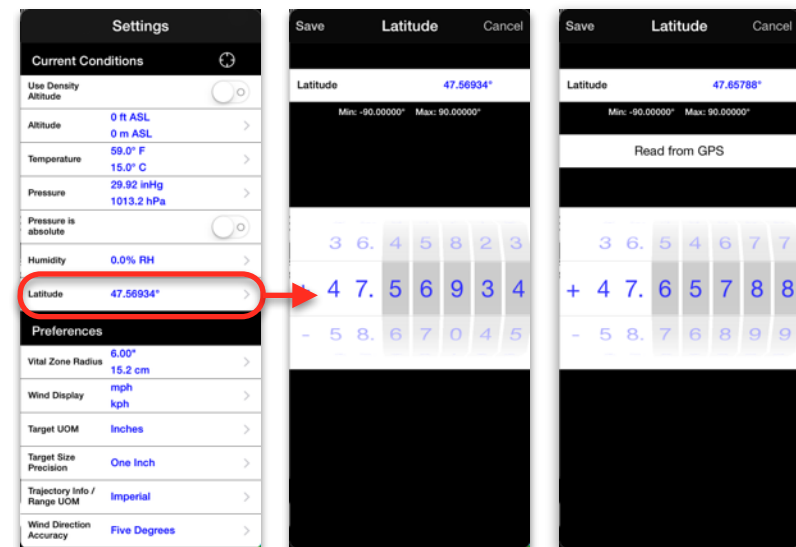 Settings
Current Conditions
Use Density
Altitude
Altitude
0 ft ASL
0 m ASL
Temperature
59.0° F
15.0° C
Pressure
29.92 inHg
1013.2 hPa
Pressure is
absolute
Humidity
0.0% RH
Latitude
47.56934°
Preferences
Vital Zone Radius
6.00"
15.2 cm
Wind Display
mph
kph
Target UOM
Inches
Target Size
Precision
One Inch
Trajectory Info /
Range UOM
Imperial
Wind Direction
Accuracy
Five Degrees
Save Latitude Cancel
Latitude 47.56934°
Min: -90.00000° Max: 90.00000°
3 6. 4 5 8 2 3
+ 4 7. 5 6 9 3 4
- 5 8. 6 7 0 4 5
Save Latitude Cancel
Latitude 47.65788°
Min: -90.00000° Max: 90.00000°
Read from GPS
3 6. 5 4 6 7 7
+ 4 7. 6 5 7 8 8
- 5 8. 7 6 8 9 9